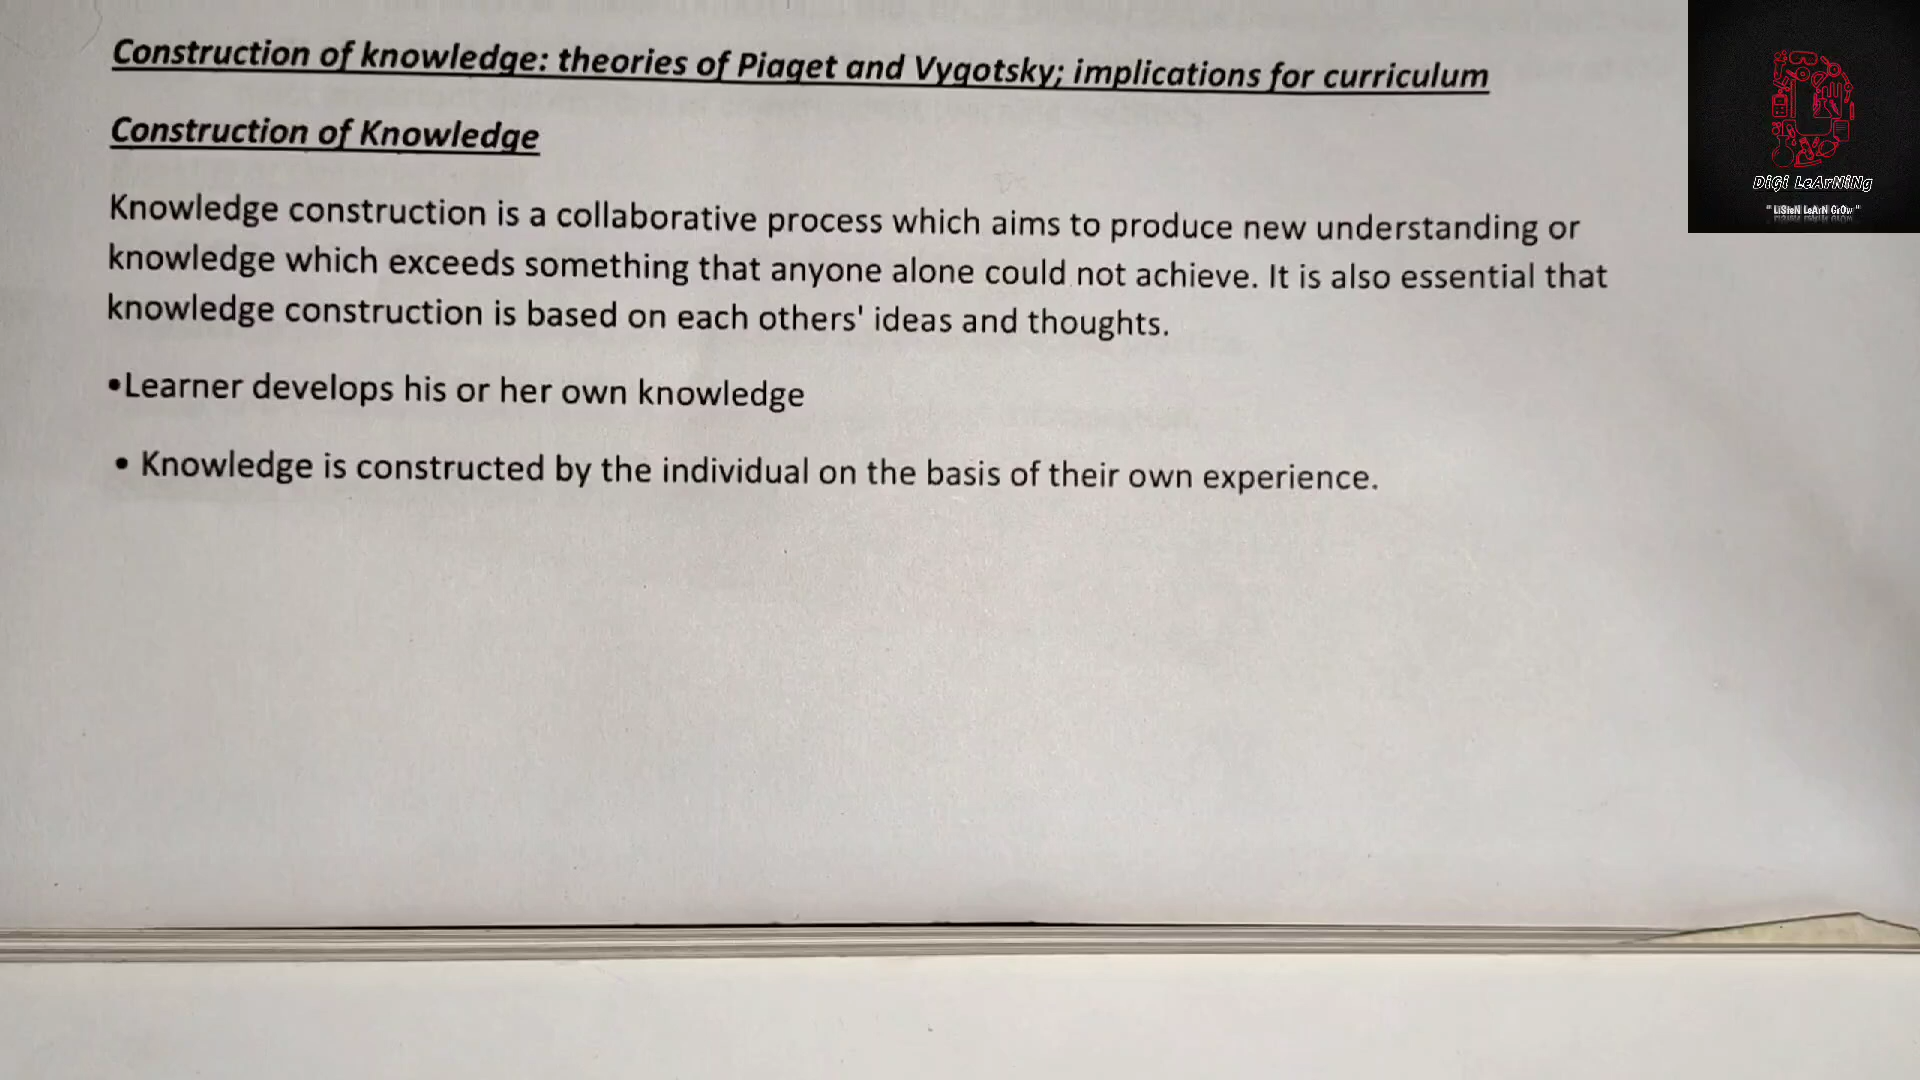 Construction of knowledge: theories of Piaget and Vygotsky; implications for curriculum
Construction of Knowledge
Knowledge construction is a collaborative process which aims to produce new understanding or
knowledge which exceeds something that anyone alone could not achieve. It is also essential that
knowledge construction is based on each others' ideas and thoughts.
•Learner develops his or her own knowledge
• Knowledge is constructed by the individual on the basis of their own experience.
DiGi LeArNiNg
"LiSteN LeArN GrOw"